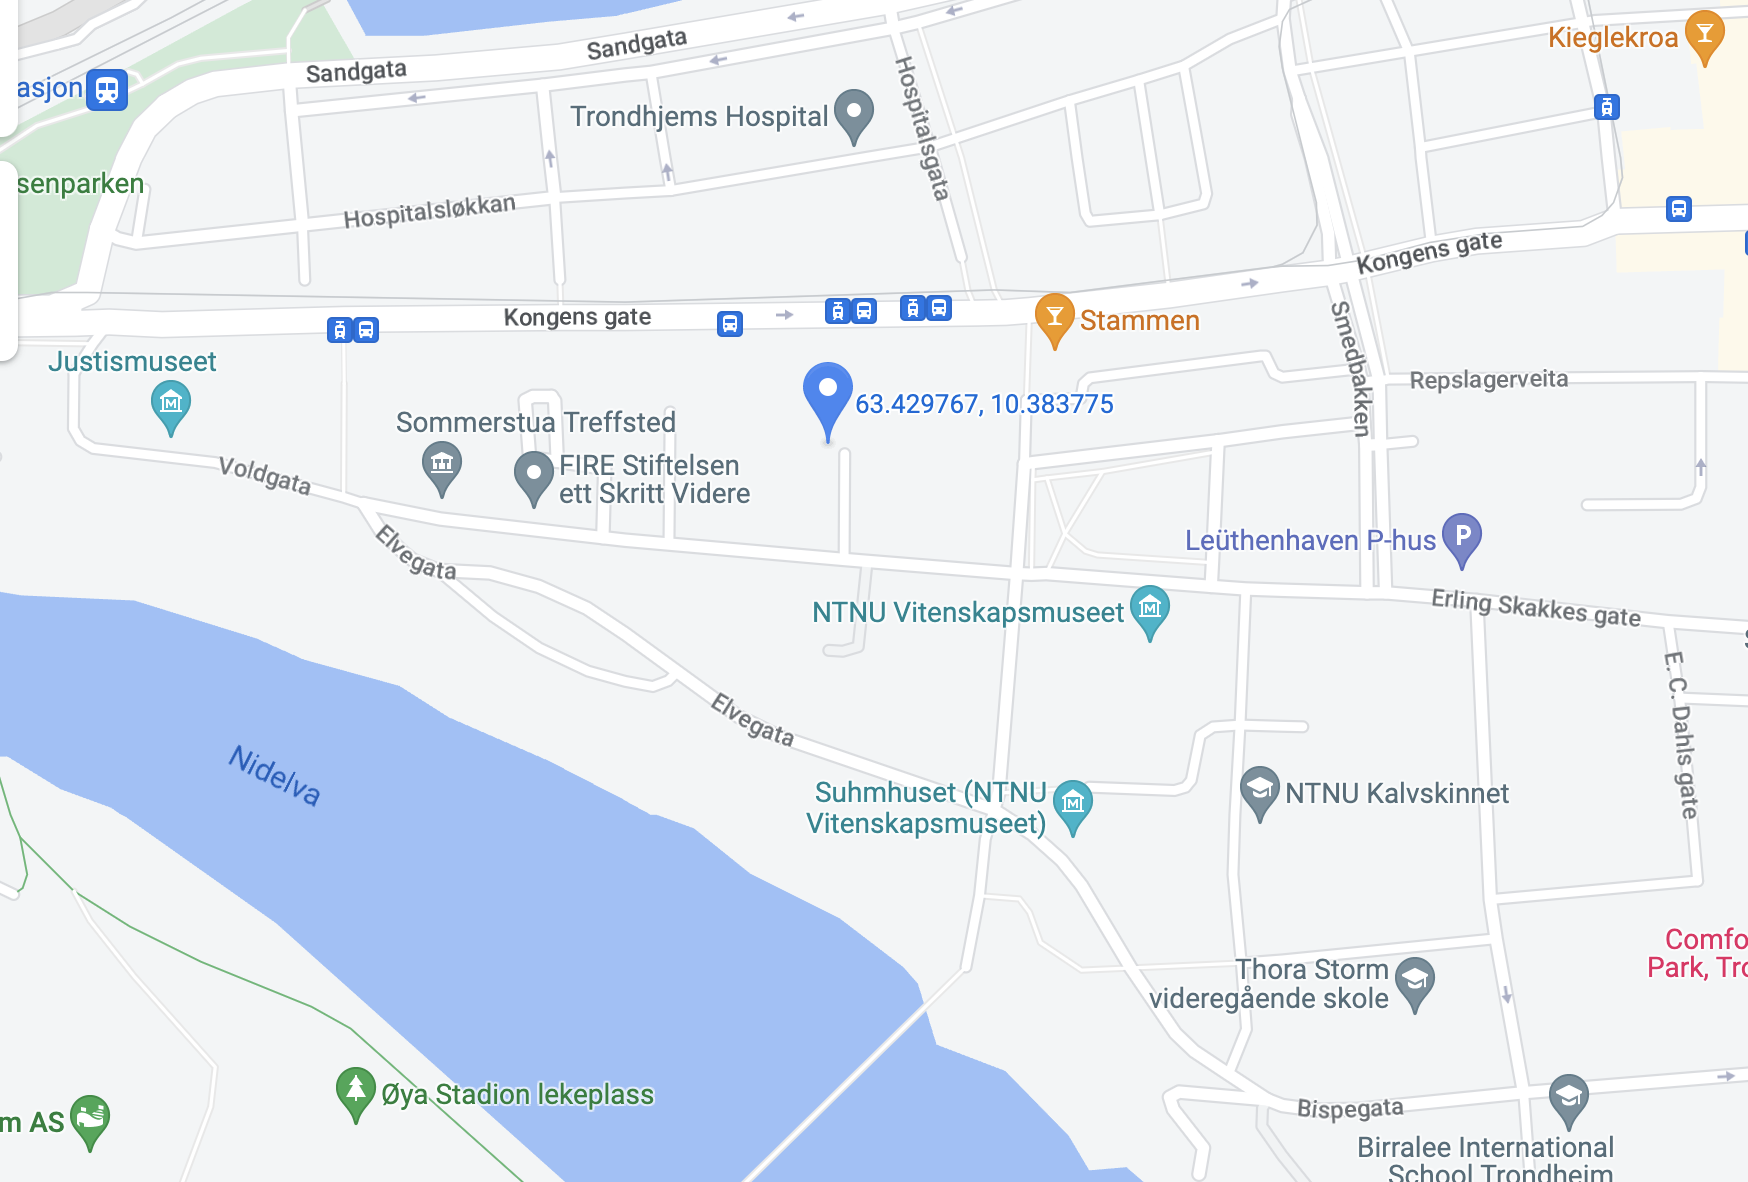 Kieglekroa
Sandgata
Sandgata
asjon
Hospitalsgata
Trondhjems Hospital
senparken
Hospitalsløkkan
Kongens gate
Kongens gate
Stammen
Smedbakken
Justismuseet
Repslagerveita
63.429767, 10.383775
Sommerstua Treffsted
Voldgata
FIRE Stiftelsen
ett Skritt Videre
Elvegata
Leüthenhaven P-hus
NTNU Vitenskapsmuseet
Erling Skakkes gate
E. C. Dahls gate
Elvegata
Nidelva
Suhmhuset (NTNU
Vitenskapsmuseet)
NTNU Kalvskinnet
Comfo
Park, Tro
Thora Storm
videregående skole
Øya Stadion lekeplass
m AS
Bispegata
Birralee International
School Trondheim